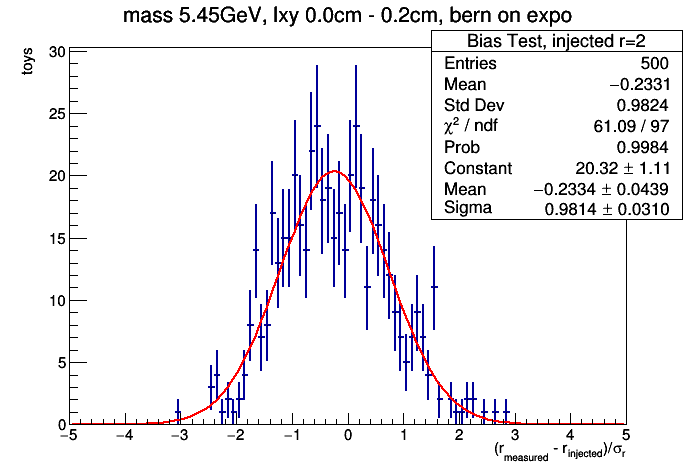 mass 5.45GeV, lxy 0.0cm - 0.2cm, bern on expo
Bias Test, injected r=2
Entries 500
Mean −0.2331
Std Dev 0.9824
χ² / ndf 61.09 / 97
Prob 0.9984
Constant 20.32 ± 1.11
Mean −0.2334 ± 0.0439
Sigma 0.9814 ± 0.0310
toys
30
25
20
15
10
5
0
−5 −4 −3 −2 −1 0 1 2 3 4 5
(r_measured - r_injected)/σ_r